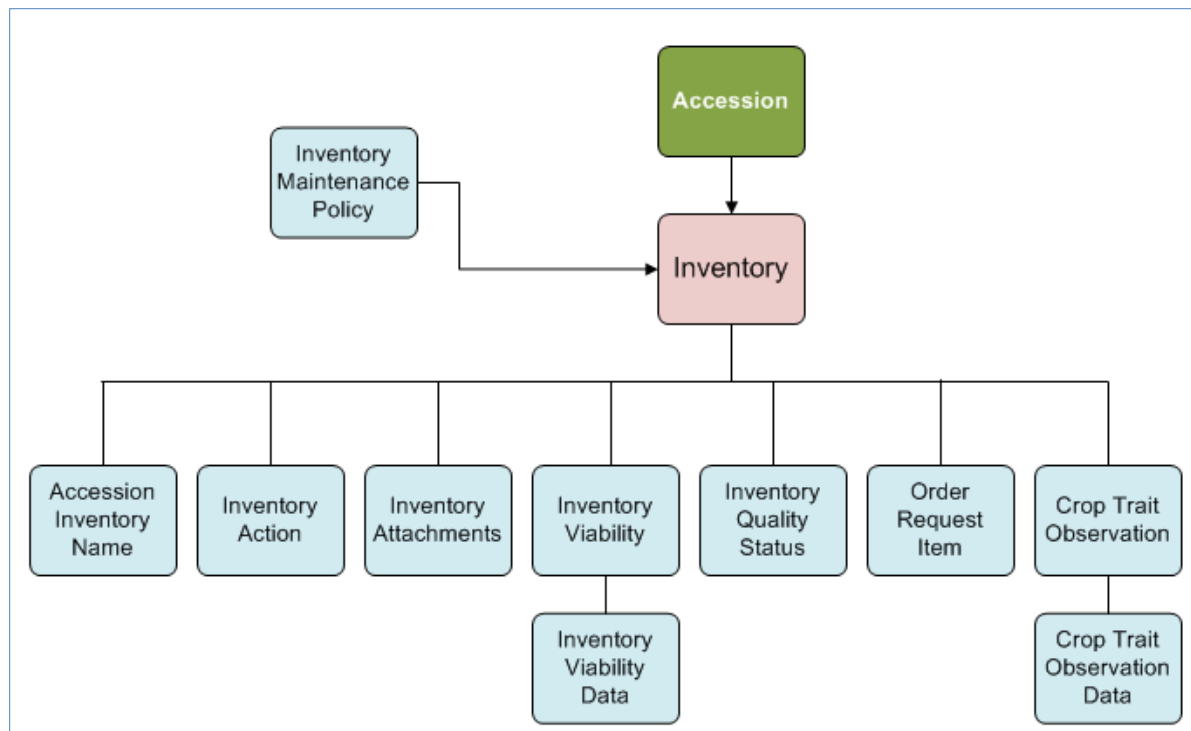 Accession
Inventory
Maintenance
Policy
Inventory
Accession
Inventory
Name
Inventory
Action
Inventory
Attachments
Inventory
Viability
Inventory
Quality
Status
Order
Request
Item
Crop Trait
Observation
Inventory
Viability
Data
Crop Trait
Observation
Data